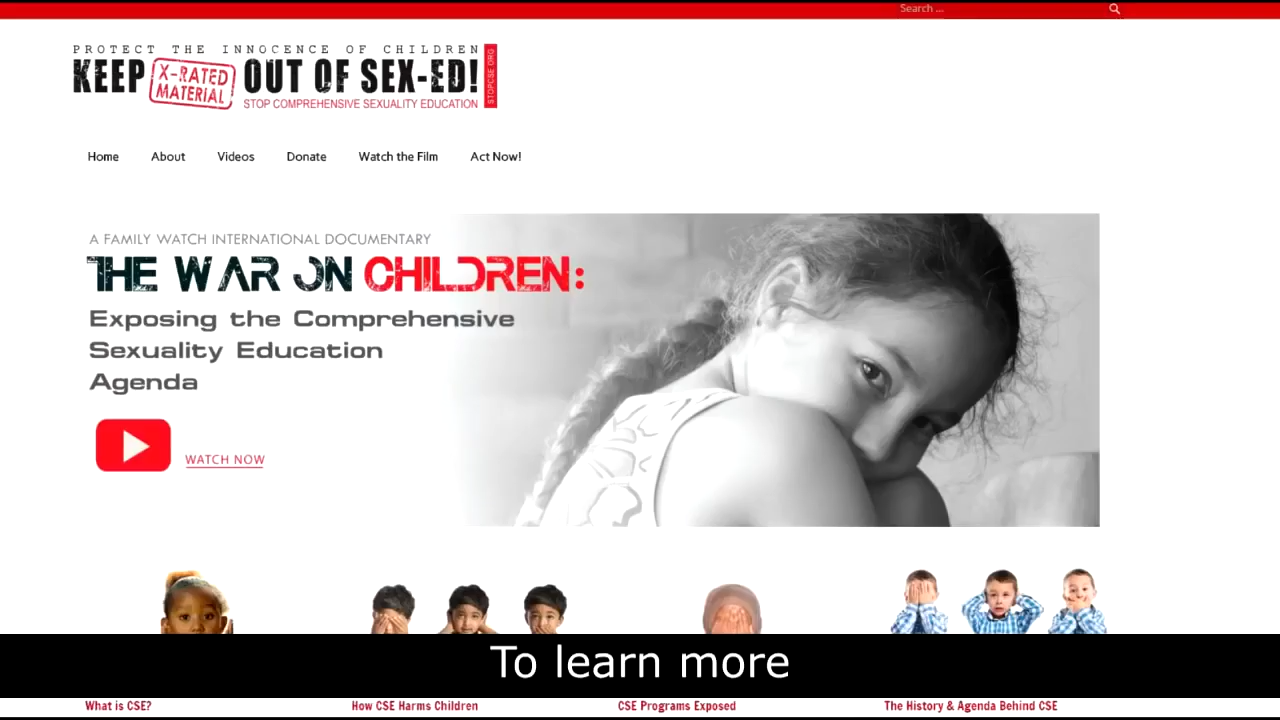 Search ...
PROTECT THE INNOCENCE OF CHILDREN
KEEP X-RATED MATERIAL OUT OF SEX-ED!
STOPCSE.ORG
STOP COMPREHENSIVE SEXUALITY EDUCATION
Home About Videos Donate Watch the Film Act Now!
A FAMILY WATCH INTERNATIONAL DOCUMENTARY
THE WAR ON CHILDREN:
Exposing the Comprehensive
Sexuality Education
Agenda
WATCH NOW
To learn more
What is CSE? How CSE Harms Children CSE Programs Exposed The History & Agenda Behind CSE